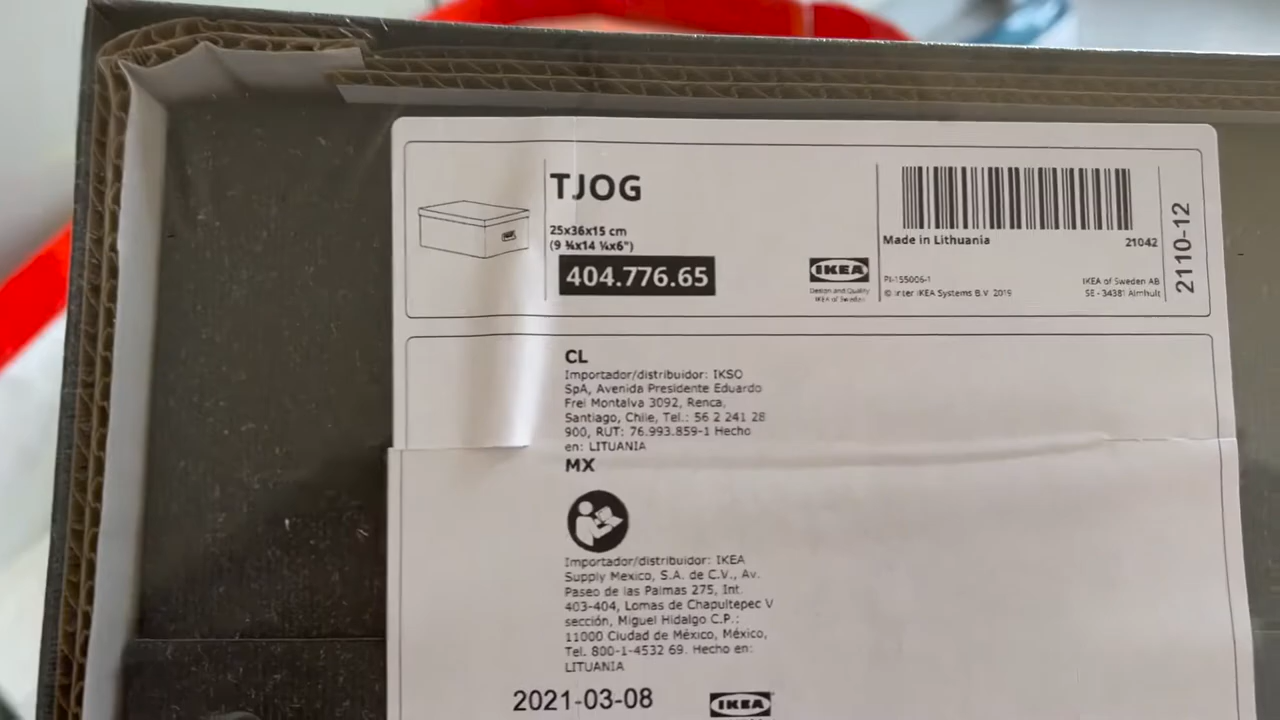 TJOG
25x36x15 cm
(9 ¾x14 ¼x6")
404.776.65
IKEA
Design and Quality
IKEA of Sweden
Made in Lithuania 21042
PI-155006-1
© Inter IKEA Systems B.V. 2019
IKEA of Sweden AB
SE - 34381 Älmhult
2110-12
CL
Importador/distribuidor: IKSO
SpA, Avenida Presidente Eduardo
Frei Montalva 3092, Renca,
Santiago, Chile, Tel.: 56 2 241 28
900, RUT: 76.993.859-1 Hecho
en: LITUANIA
MX
Importador/distribuidor: IKEA
Supply Mexico, S.A. de C.V., Av.
Paseo de las Palmas 275, Int.
403-404, Lomas de Chapultepec V
sección, Miguel Hidalgo C.P.:
11000 Ciudad de México, México,
Tel. 800-1-4532 69. Hecho en:
LITUANIA
2021-03-08
IKEA